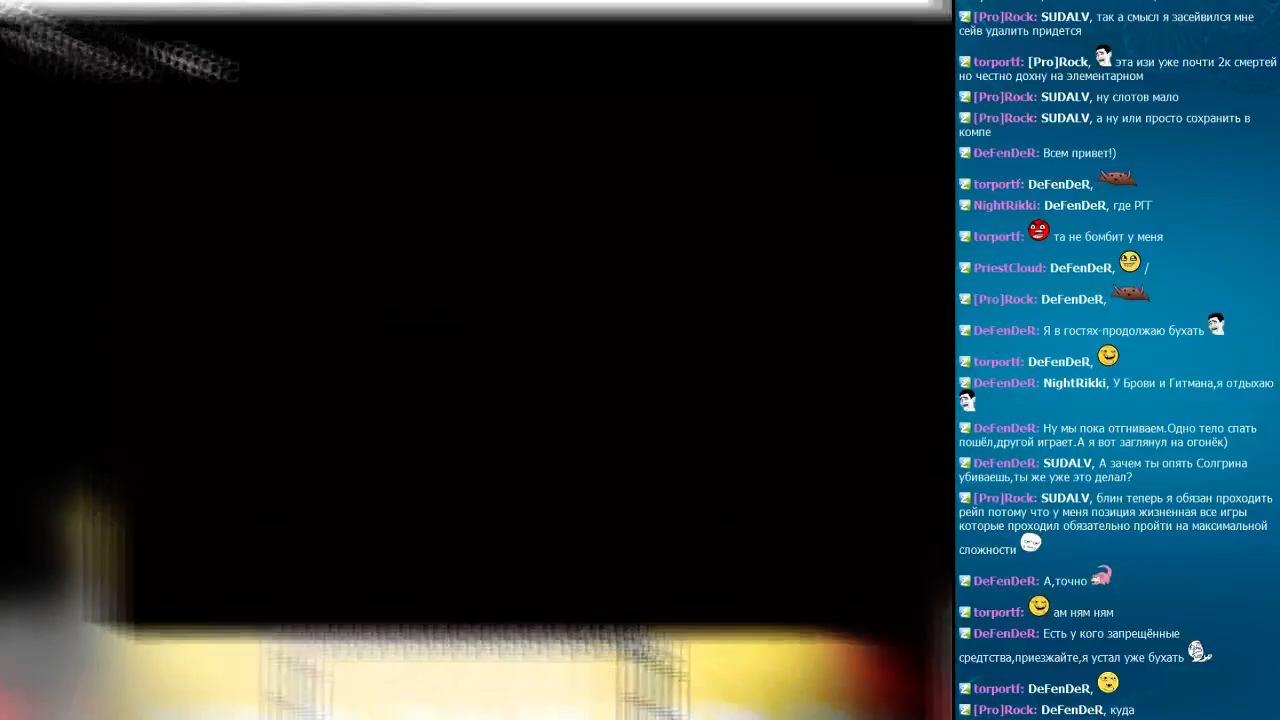 [Pro]Rock: SUDALV, так а смысл я засейвился мне
сейв удалить придется
torportf: [Pro]Rock, эта изи уже почти 2к смертей
но честно дохну на элементарном
[Pro]Rock: SUDALV, ну слотов мало
[Pro]Rock: SUDALV, а ну или просто сохранить в
компе
DeFenDeR: Всем привет!)
torportf: DeFenDeR,
NightRikki: DeFenDeR, где РГГ
torportf: та не бомбит у меня
PriestCloud: DeFenDeR, /
[Pro]Rock: DeFenDeR,
DeFenDeR: Я в гостях-продолжаю бухать
torportf: DeFenDeR,
DeFenDeR: NightRikki, У Брови и Гитмана,я отдыхаю
DeFenDeR: Ну мы пока отгниваем.Одно тело спать
пошёл,другой играет.А я вот заглянул на огонёк)
DeFenDeR: SUDALV, А зачем ты опять Солгрина
убиваешь,ты же уже это делал?
[Pro]Rock: SUDALV, блин теперь я обязан проходить
рейп потому что у меня позиция жизненная все игры
которые проходил обязательно пройти на максимальной
сложности
DeFenDeR: А,точно
torportf: ам ням ням
DeFenDeR: Есть у кого запрещённые
средтства,приезжайте,я устал уже бухать
torportf: DeFenDeR,
[Pro]Rock: DeFenDeR, куда